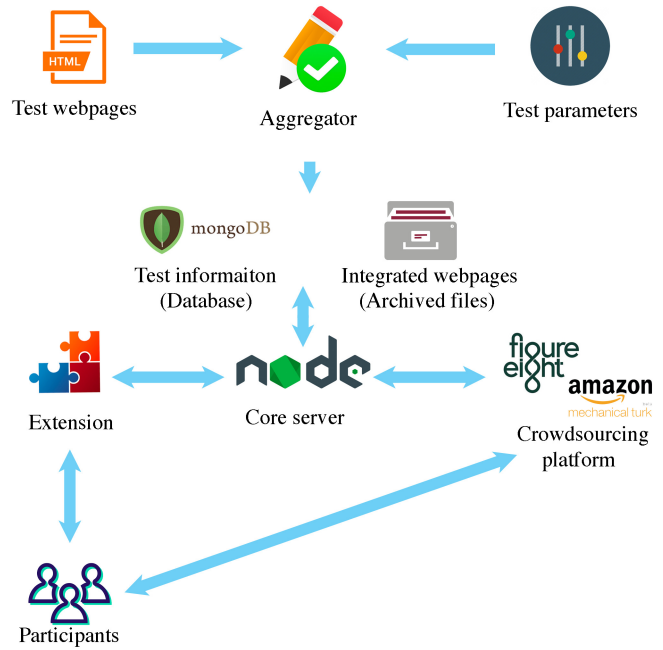 HTML
Test webpages
Aggregator
Test parameters
mongoDB
Test informaiton
(Database)
Integrated webpages
(Archived files)
node
Core server
Extension
figure
eight
amazon
mechanical turk
Crowdsourcing
platform
Participants